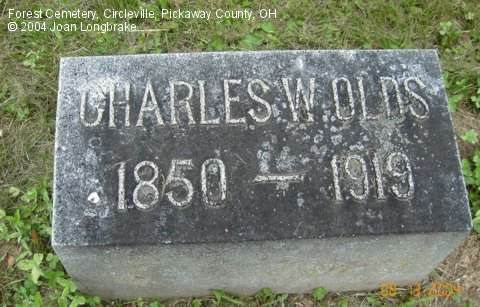 Forest Cemetery, Circleville, Pickaway County, OH
© 2004 Joan Longbrake
CHARLES W OLDS
1850 – 1919